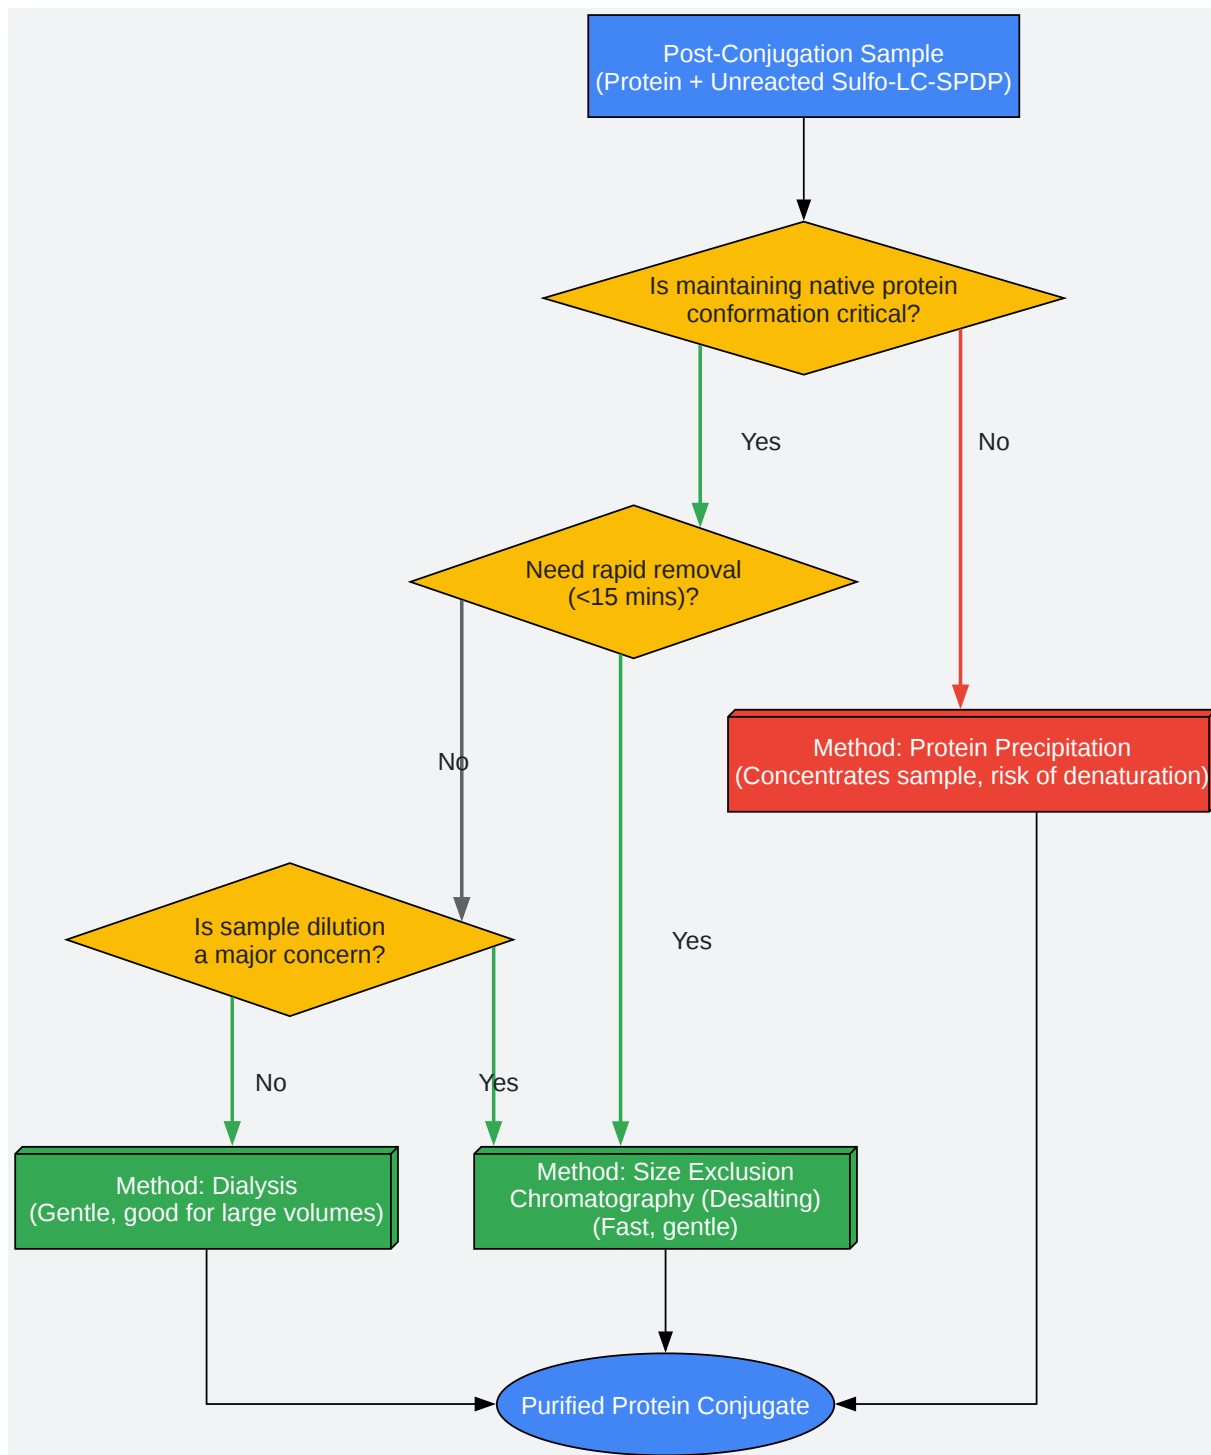 Post-Conjugation Sample
(Protein + Unreacted Sulfo-LC-SPDP)
Is maintaining native protein
conformation critical?
Yes
No
Need rapid removal
(<15 mins)?
No
Method: Protein Precipitation
(Concentrates sample, risk of denaturation)
Is sample dilution
a major concern?
Yes
No
Yes
Method: Dialysis
(Gentle, good for large volumes)
Method: Size Exclusion
Chromatography (Desalting)
(Fast, gentle)
Purified Protein Conjugate